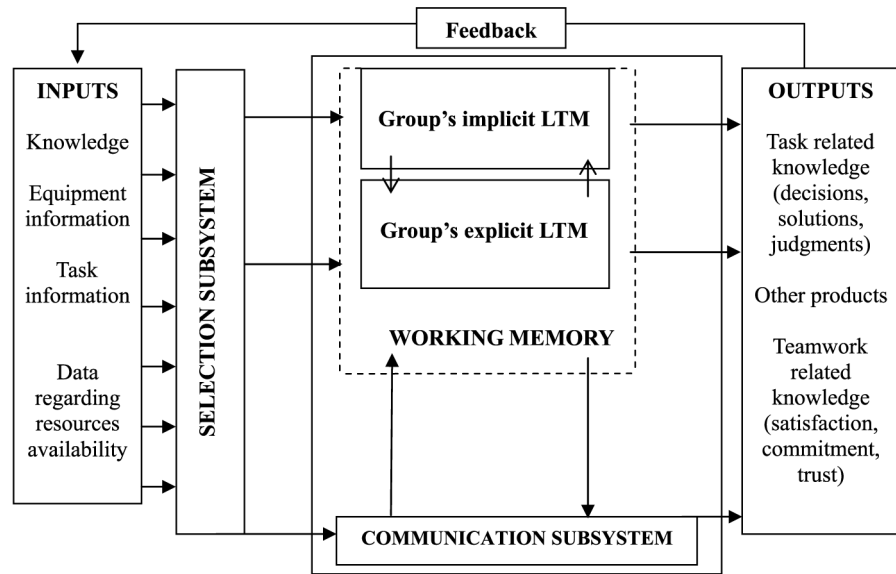 Feedback
INPUTS
Knowledge
Equipment
information
Task
information
Data
regarding
resources
availability
SELECTION SUBSYSTEM
Group's implicit LTM
Group's explicit LTM
WORKING MEMORY
COMMUNICATION SUBSYSTEM
OUTPUTS
Task related
knowledge
(decisions,
solutions,
judgments)
Other products
Teamwork
related
knowledge
(satisfaction,
commitment,
trust)